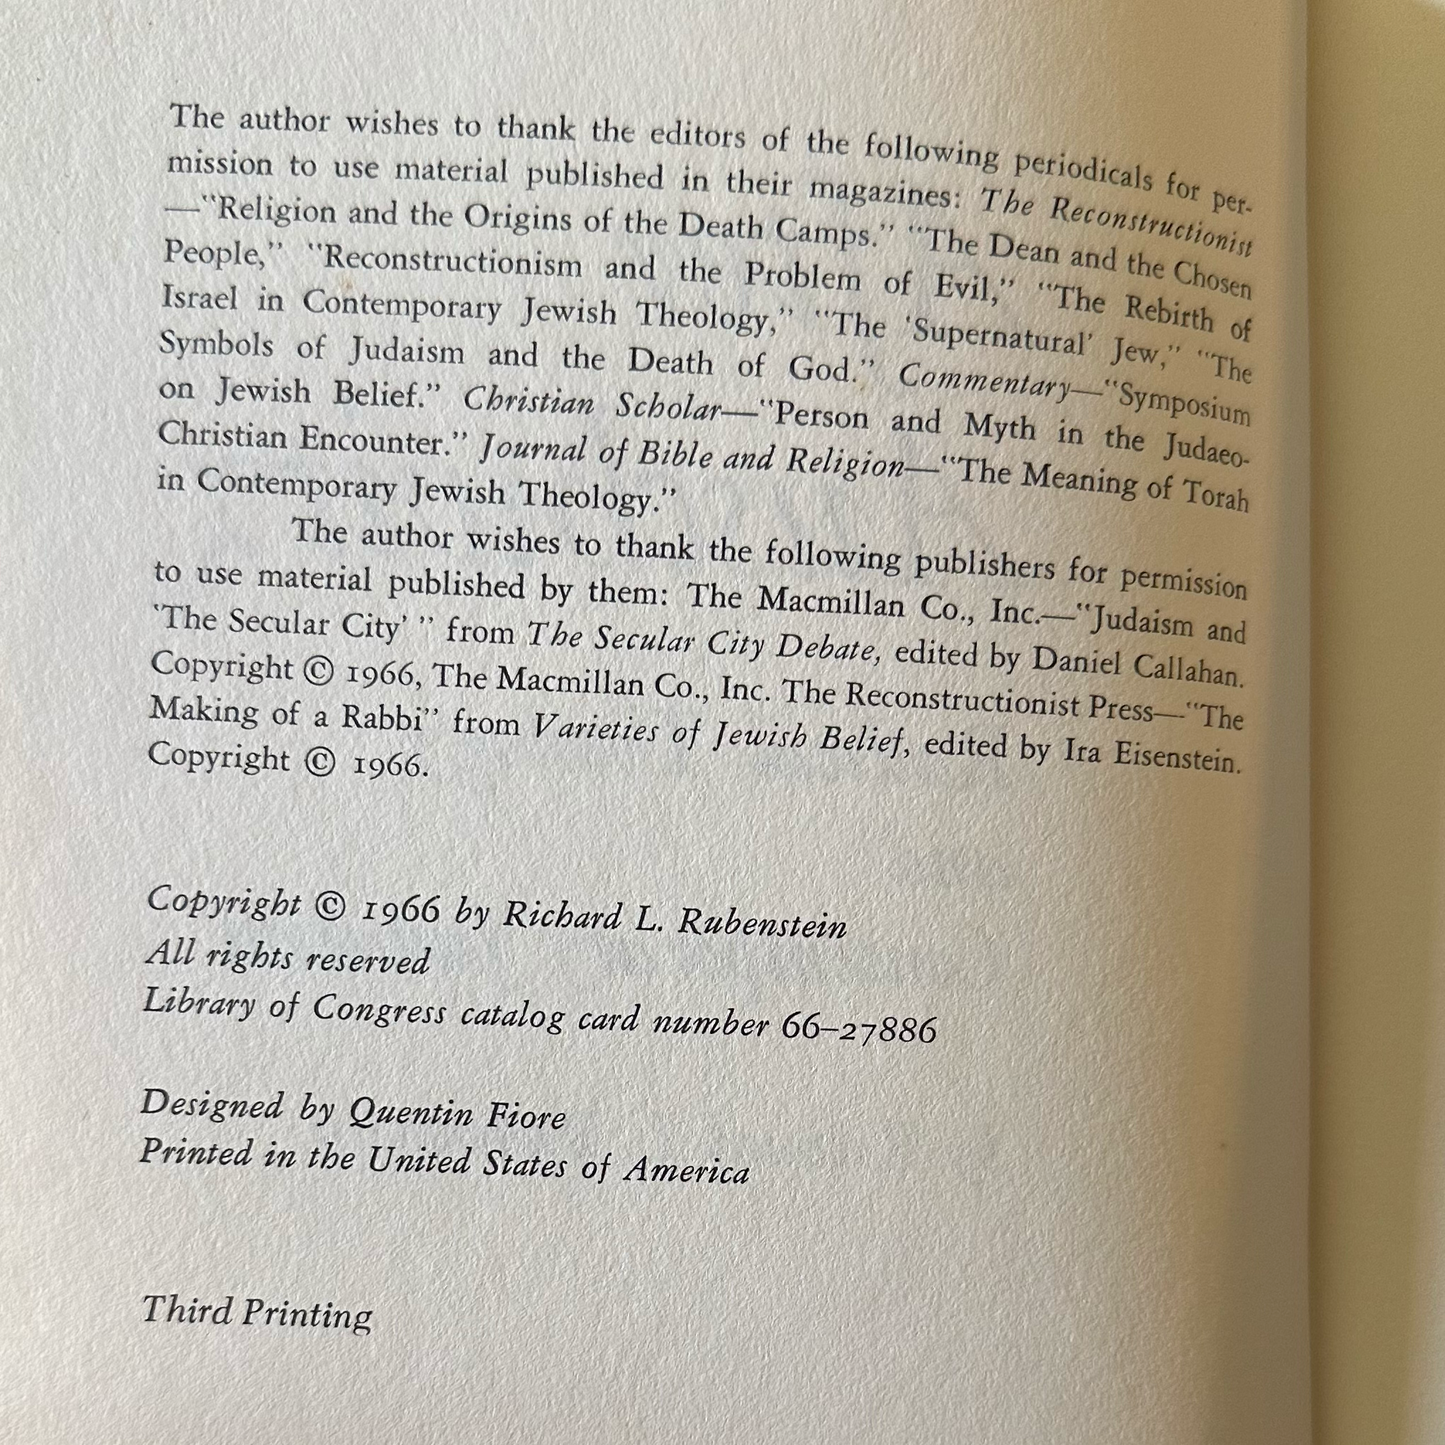 The author wishes to thank the editors of the following periodicals for per-
mission to use material published in their magazines: The Reconstructionist
—“Religion and the Origins of the Death Camps.” “The Dean and the Chosen
People,” “Reconstructionism and the Problem of Evil,” “The Rebirth of
Israel in Contemporary Jewish Theology,” “The ‘Supernatural’ Jew,” “The
Symbols of Judaism and the Death of God.” Commentary—“Symposium
on Jewish Belief.” Christian Scholar—“Person and Myth in the Judaeo-
Christian Encounter.” Journal of Bible and Religion—“The Meaning of Torah
in Contemporary Jewish Theology.”
The author wishes to thank the following publishers for permission
to use material published by them: The Macmillan Co., Inc.—“Judaism and
‘The Secular City’ ” from The Secular City Debate, edited by Daniel Callahan.
Copyright © 1966, The Macmillan Co., Inc. The Reconstructionist Press—“The
Making of a Rabbi” from Varieties of Jewish Belief, edited by Ira Eisenstein.
Copyright © 1966.
Copyright © 1966 by Richard L. Rubenstein
All rights reserved
Library of Congress catalog card number 66–27886
Designed by Quentin Fiore
Printed in the United States of America
Third Printing